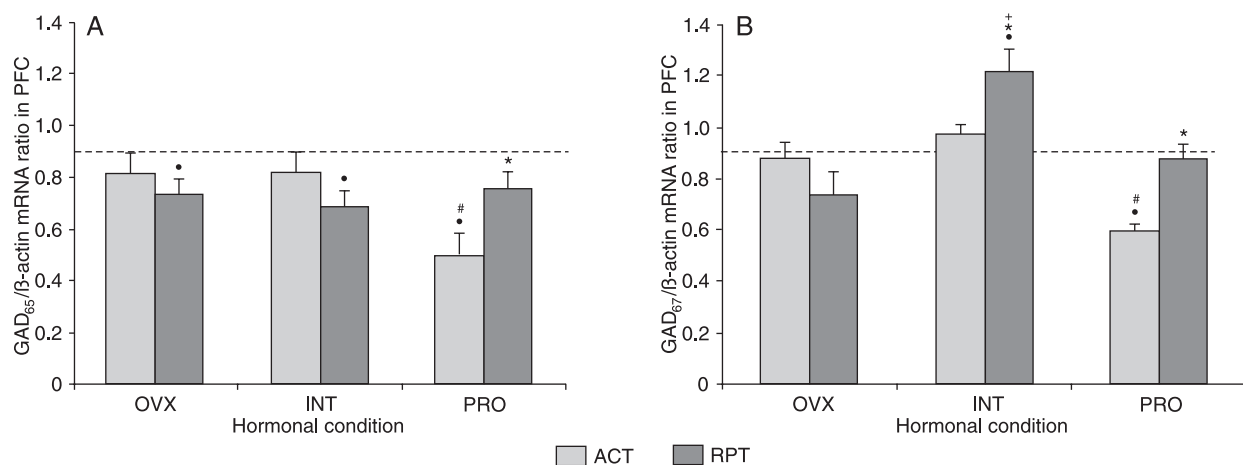 A
GAD65/ß-actin mRNA ratio in PFC
1.4
1.2
1.0
0.8
0.6
0.4
0.2
0
•
•
#
•
*
OVX
INT
PRO
Hormonal condition
B
GAD67/ß-actin mRNA ratio in PFC
1.4
1.2
1.0
0.8
0.6
0.4
0.2
0
+
*
•
#
•
*
OVX
INT
PRO
Hormonal condition
ACT
RPT